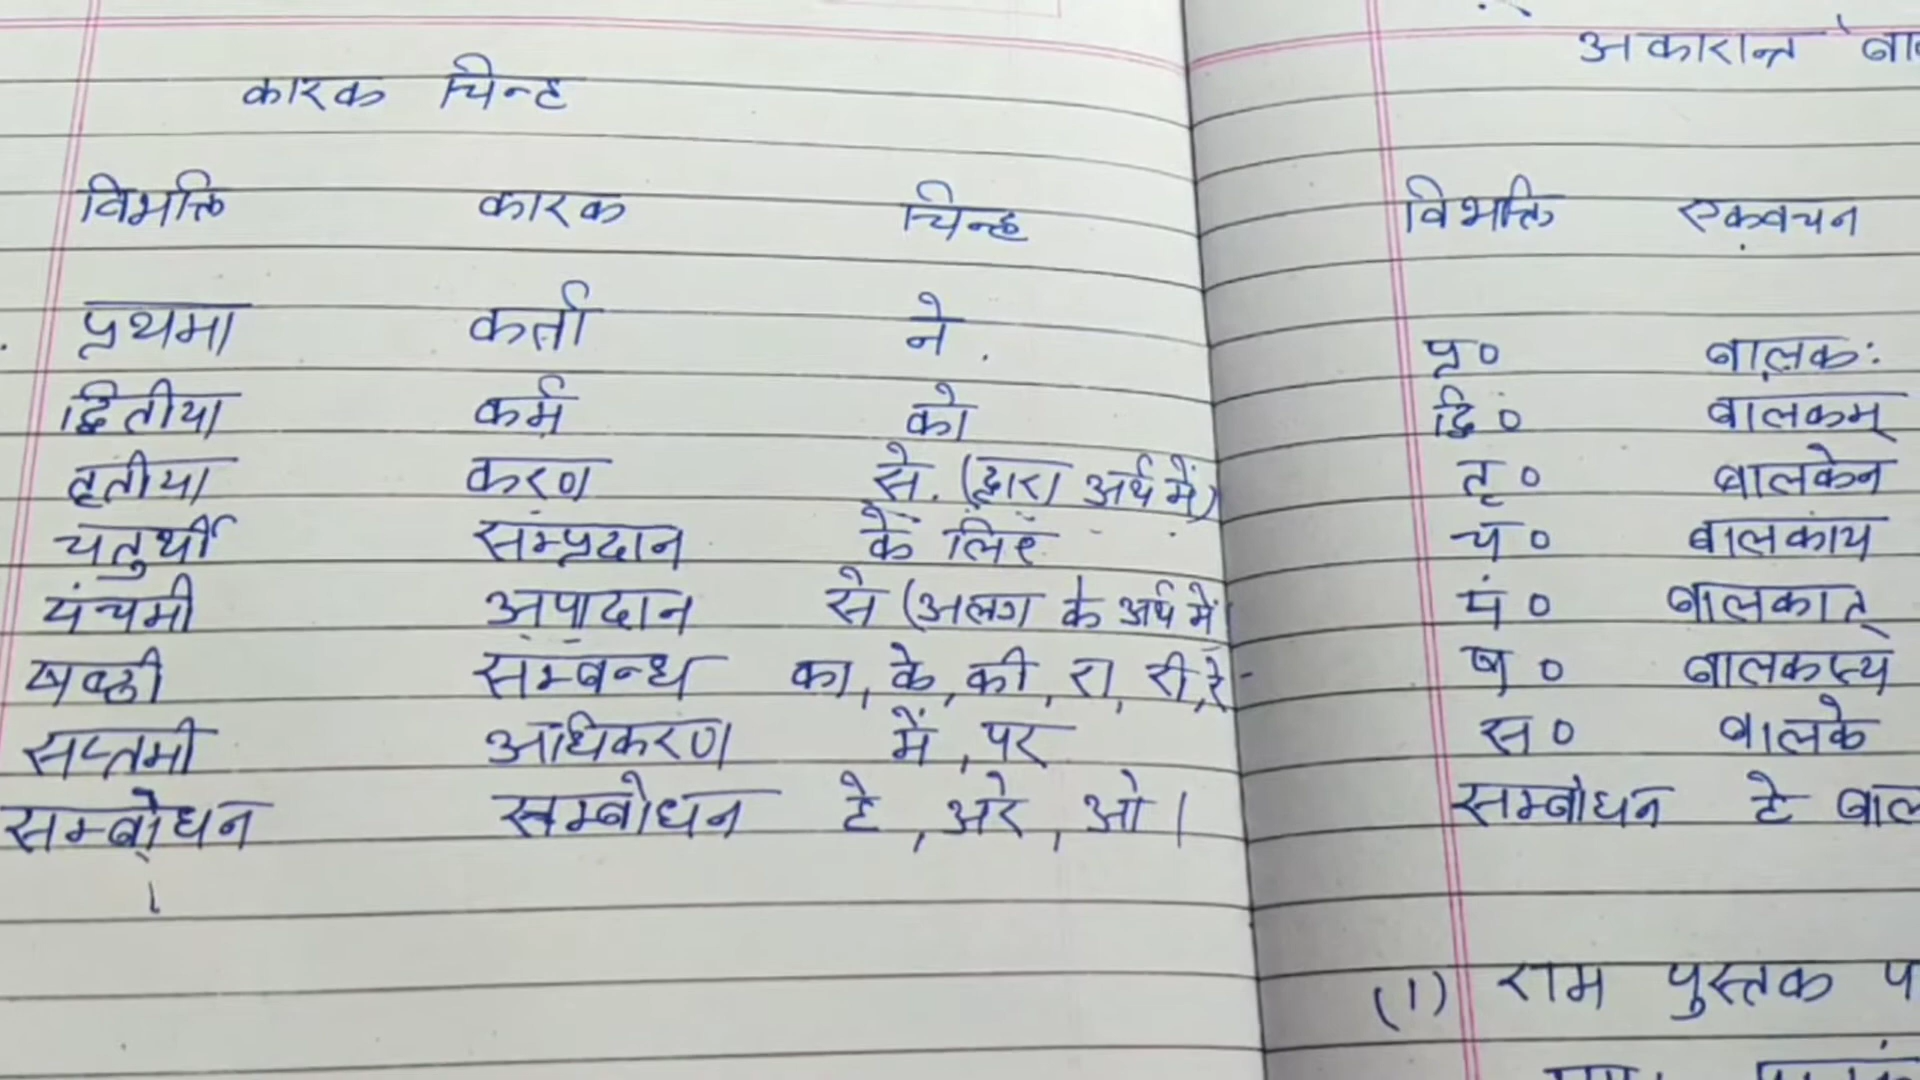 कारक चिन्ह
विभक्ति कारक चिन्ह
प्रथमा कर्ता ने .
द्वितीया कर्म को
तृतीया करण से. (द्वारा अर्थ में)
चतुर्थी सम्प्रदान के लिए
पंचमी अपादान से (अलग के अर्थ में
षष्ठी सम्बन्ध का, के, की, रा, री, रे
सप्तमी अधिकरण में, पर
सम्बोधन सम्बोधन हे, अरे, ओ।
अकारान्त
विभक्ति एकवचन
प्र० बालकः
द्वि० बालकम्
तृ० बालकेन
च० बालकाय
पं० बालकात्
ष० बालकस्य
स० बालके
सम्बोधन हे बाल
(1) राम पुस्तक प